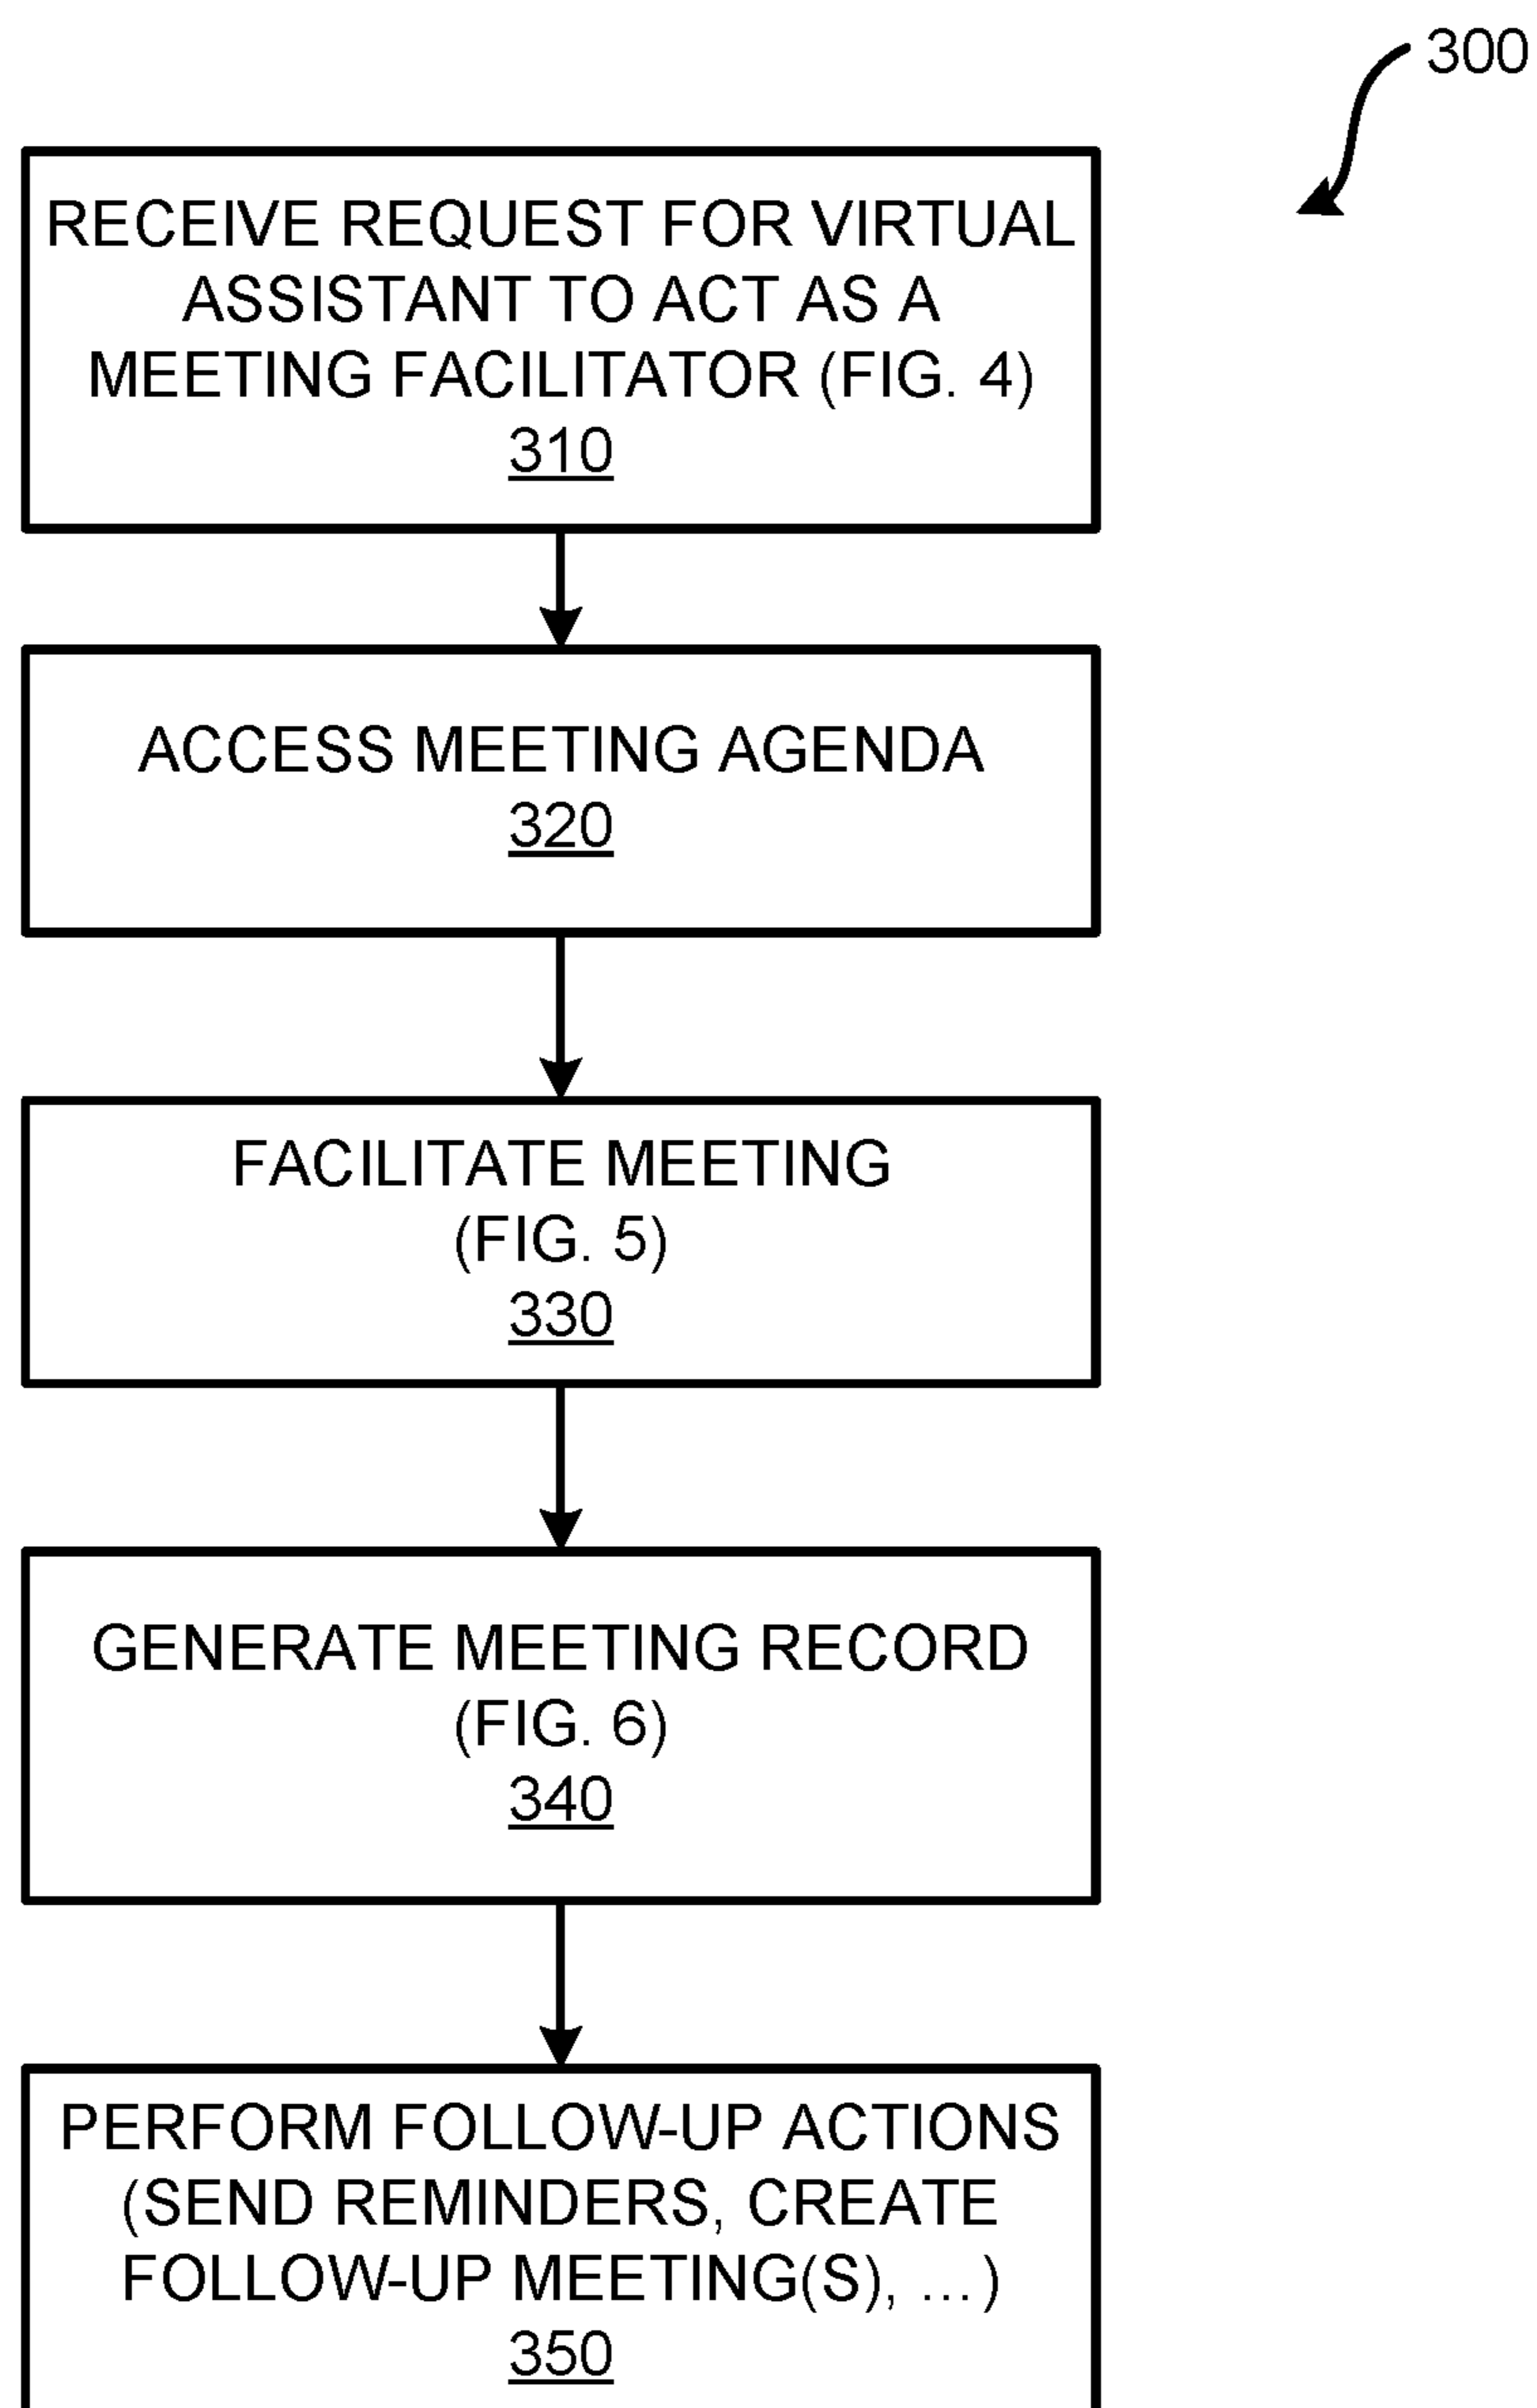 300
RECEIVE REQUEST FOR VIRTUAL
ASSISTANT TO ACT AS A
MEETING FACILITATOR (FIG. 4)
310
ACCESS MEETING AGENDA
320
FACILITATE MEETING
(FIG. 5)
330
GENERATE MEETING RECORD
(FIG. 6)
340
PERFORM FOLLOW-UP ACTIONS
(SEND REMINDERS, CREATE
FOLLOW-UP MEETING(S), ...)
350